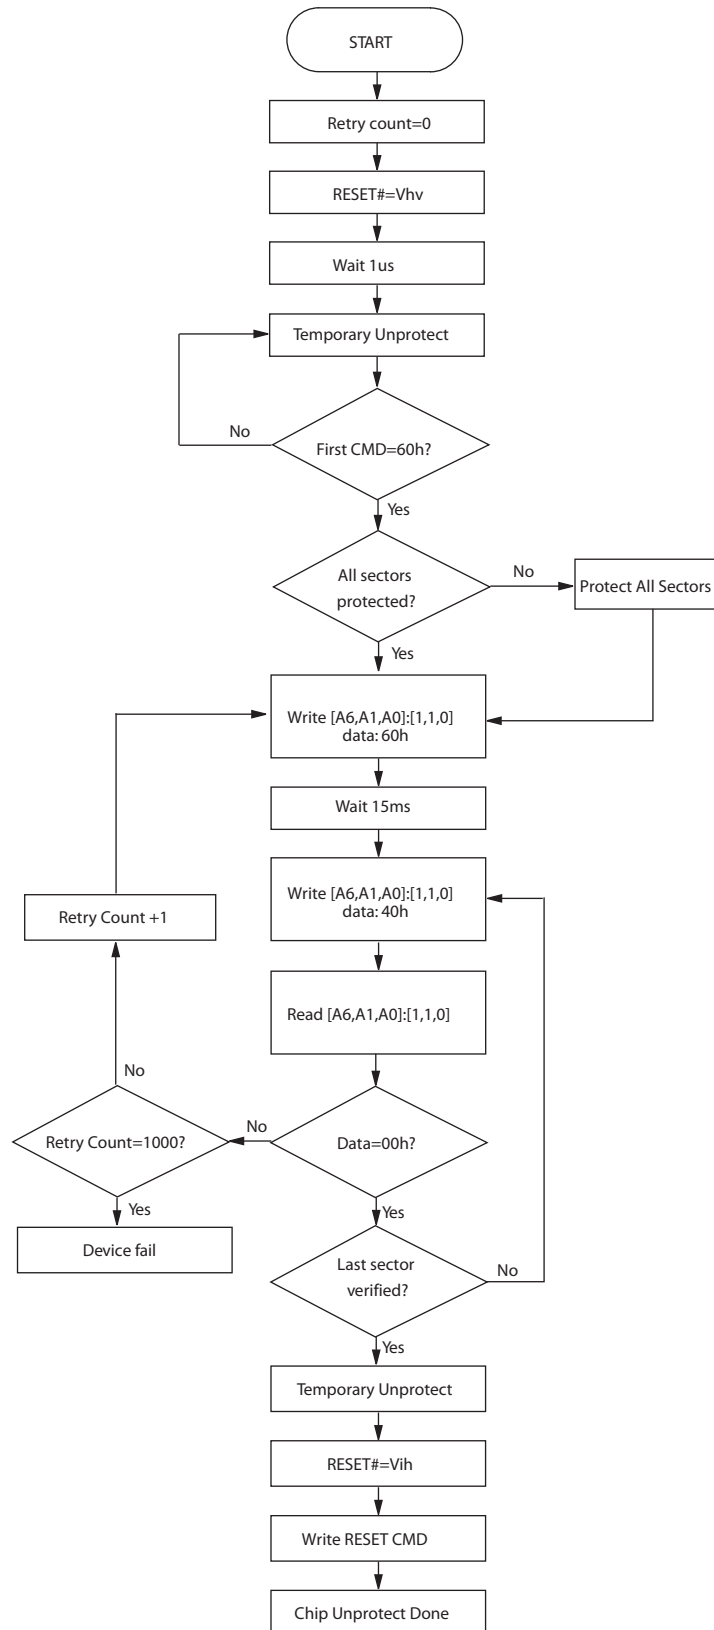 START
Retry count=0
RESET#=Vhv
Wait 1us
Temporary Unprotect
No
First CMD=60h?
Yes
All sectors
protected?
No
Protect All Sectors
Yes
Write [A6,A1,A0]:[1,1,0]
data: 60h
Wait 15ms
Write [A6,A1,A0]:[1,1,0]
data: 40h
Retry Count +1
Read [A6,A1,A0]:[1,1,0]
No
Retry Count=1000?
No
Data=00h?
Yes
Yes
Device fail
Last sector
verified?
No
Yes
Temporary Unprotect
RESET#=Vih
Write RESET CMD
Chip Unprotect Done